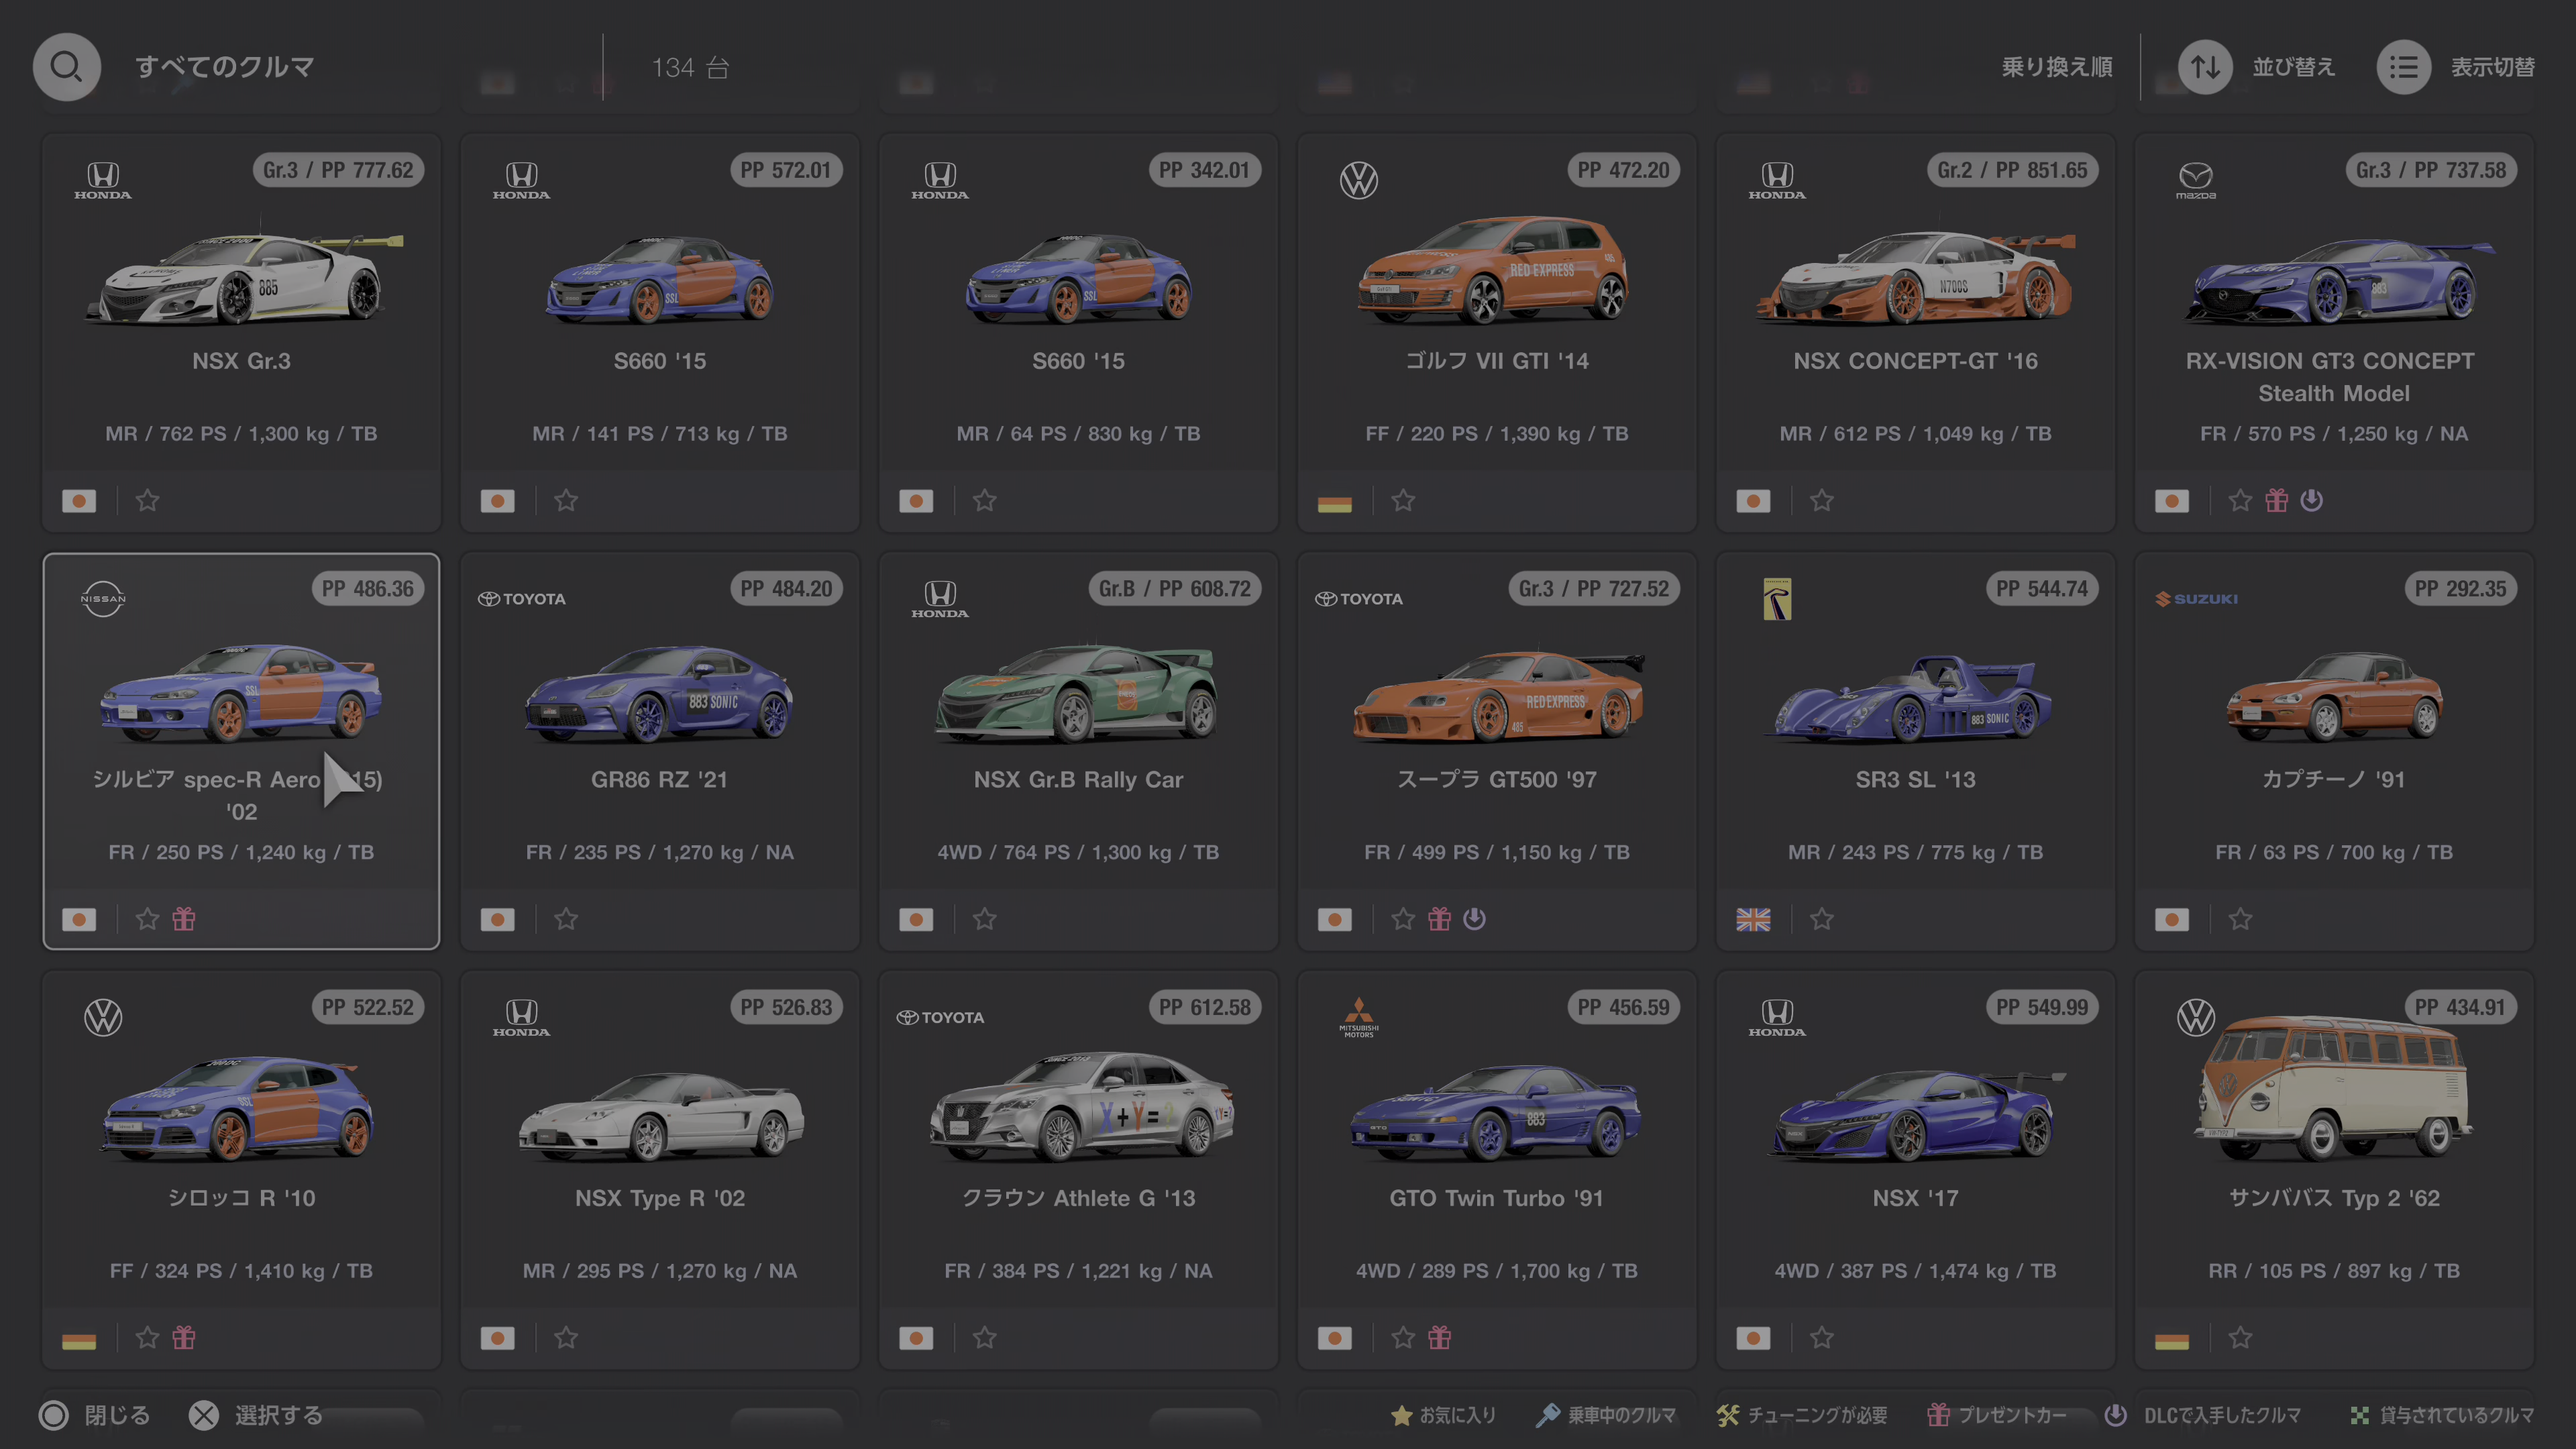 すべてのクルマ
134 台
乗り換え順
並び替え
表示切替
HONDA
Gr.3 / PP 777.62
885
NSX Gr.3
MR / 762 PS / 1,300 kg / TB
HONDA
PP 572.01
SSL
S660 '15
MR / 141 PS / 713 kg / TB
HONDA
PP 342.01
SSL
S660 '15
MR / 64 PS / 830 kg / TB
PP 472.20
RED EXPRESS
485
ゴルフ VII GTI '14
FF / 220 PS / 1,390 kg / TB
HONDA
Gr.2 / PP 851.65
N700S
NSX CONCEPT-GT '16
MR / 612 PS / 1,049 kg / TB
mazda
Gr.3 / PP 737.58
883
RX-VISION GT3 CONCEPT
Stealth Model
FR / 570 PS / 1,250 kg / NA
NISSAN
PP 486.36
SSL
シルビア spec-R Aero 15)
'02
FR / 250 PS / 1,240 kg / TB
TOYOTA
PP 484.20
883 SONIC
GR86 RZ '21
FR / 235 PS / 1,270 kg / NA
HONDA
Gr.B / PP 608.72
NSX Gr.B Rally Car
4WD / 764 PS / 1,300 kg / TB
TOYOTA
Gr.3 / PP 727.52
RED EXPRESS
485
スープラ GT500 '97
FR / 499 PS / 1,150 kg / TB
PP 544.74
883 SONIC
SR3 SL '13
MR / 243 PS / 775 kg / TB
SUZUKI
PP 292.35
カプチーノ '91
FR / 63 PS / 700 kg / TB
PP 522.52
シロッコ R '10
FF / 324 PS / 1,410 kg / TB
HONDA
PP 526.83
NSX Type R '02
MR / 295 PS / 1,270 kg / NA
TOYOTA
PP 612.58
X+Y=?
クラウン Athlete G '13
FR / 384 PS / 1,221 kg / NA
MITSUBISHI
MOTORS
PP 456.59
883
GTO Twin Turbo '91
4WD / 289 PS / 1,700 kg / TB
HONDA
PP 549.99
NSX '17
4WD / 387 PS / 1,474 kg / TB
PP 434.91
サンババス Typ 2 '62
RR / 105 PS / 897 kg / TB
閉じる
選択する
お気に入り
乗車中のクルマ
チューニングが必要
プレゼントカー
DLCで入手したクルマ
貸与されているクルマ